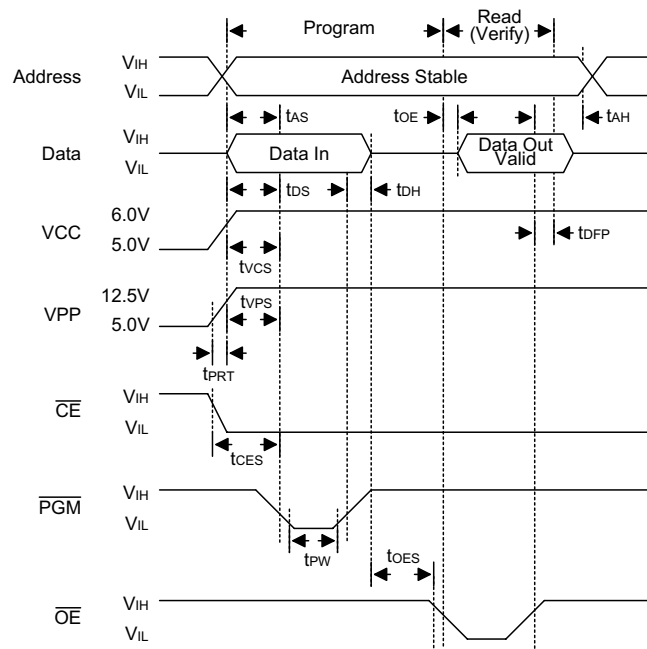 Program
Read
(Verify)
Address
VIH
VIL
Address Stable
tAS
tOE
tAH
Data
VIH
VIL
Data In
Data Out
Valid
tDS
tDH
VCC
6.0V
5.0V
tVCS
tDFP
VPP
12.5V
5.0V
tVPS
tPRT
CE
VIH
VIL
tCES
PGM
VIH
VIL
tPW
tOES
OE
VIH
VIL